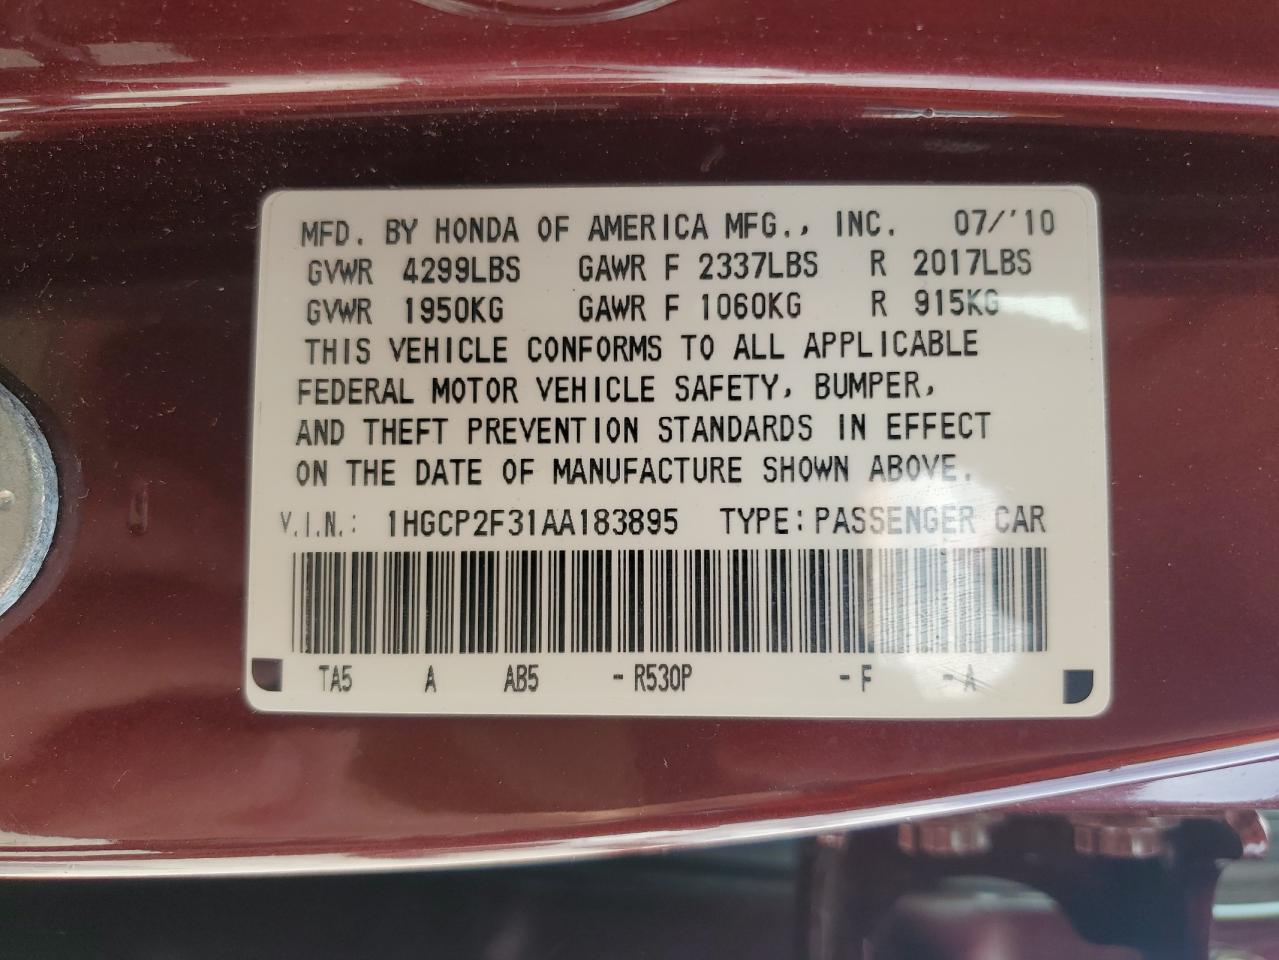 MFD. BY HONDA OF AMERICA MFG., INC. 07/'10
GVWR 4299LBS GAWR F 2337LBS R 2017LBS
GVWR 1950KG GAWR F 1060KG R 915KG
THIS VEHICLE CONFORMS TO ALL APPLICABLE
FEDERAL MOTOR VEHICLE SAFETY, BUMPER,
AND THEFT PREVENTION STANDARDS IN EFFECT
ON THE DATE OF MANUFACTURE SHOWN ABOVE.
V.I.N.: 1HGCP2F31AA183895 TYPE: PASSENGER CAR
TA5 A AB5 - R530P - F - A